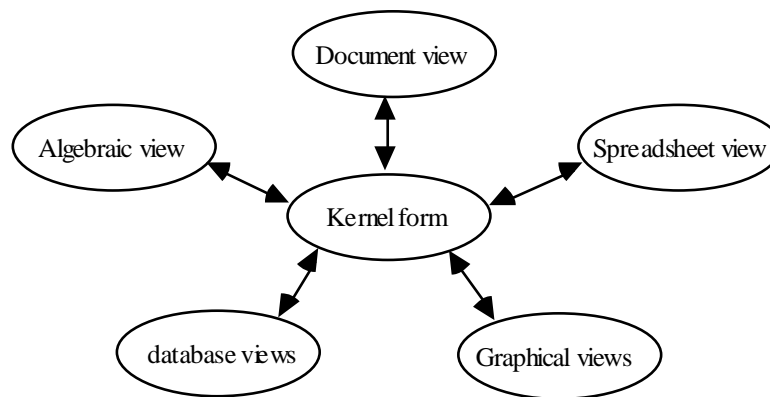 Document view
Algebraic view
Spreadsheet view
Kernel form
database views
Graphical views